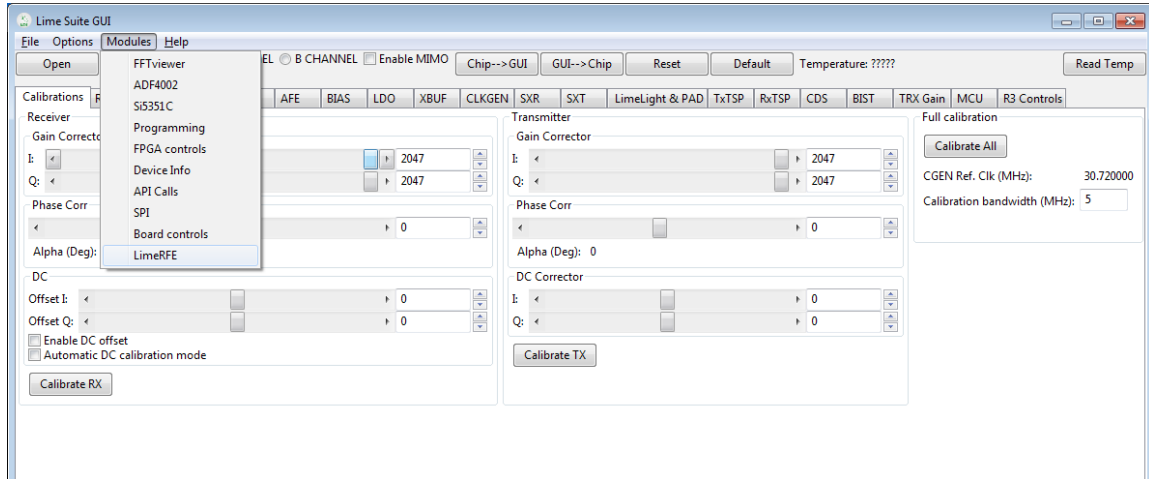 Lime Suite GUI
File Options Modules Help
Open EL B CHANNEL Enable MIMO Chip-->GUI GUI-->Chip Reset Default Temperature: ????? Read Temp
FFTviewer
ADF4002
Si5351C
Programming
FPGA controls
Device Info
API Calls
SPI
Board controls
LimeRFE
Calibrations R AFE BIAS LDO XBUF CLKGEN SXR SXT LimeLight & PAD TxTSP RxTSP CDS BIST TRX Gain MCU R3 Controls
Receiver
Gain Correcto
I: 2047
Q: 2047
Phase Corr
0
Alpha (Deg):
DC
Offset I: 0
Offset Q: 0
Enable DC offset
Automatic DC calibration mode
Calibrate RX
Transmitter
Gain Corrector
I: 2047
Q: 2047
Phase Corr
0
Alpha (Deg): 0
DC Corrector
I: 0
Q: 0
Calibrate TX
Full calibration
Calibrate All
CGEN Ref. Clk (MHz): 30.720000
Calibration bandwidth (MHz): 5